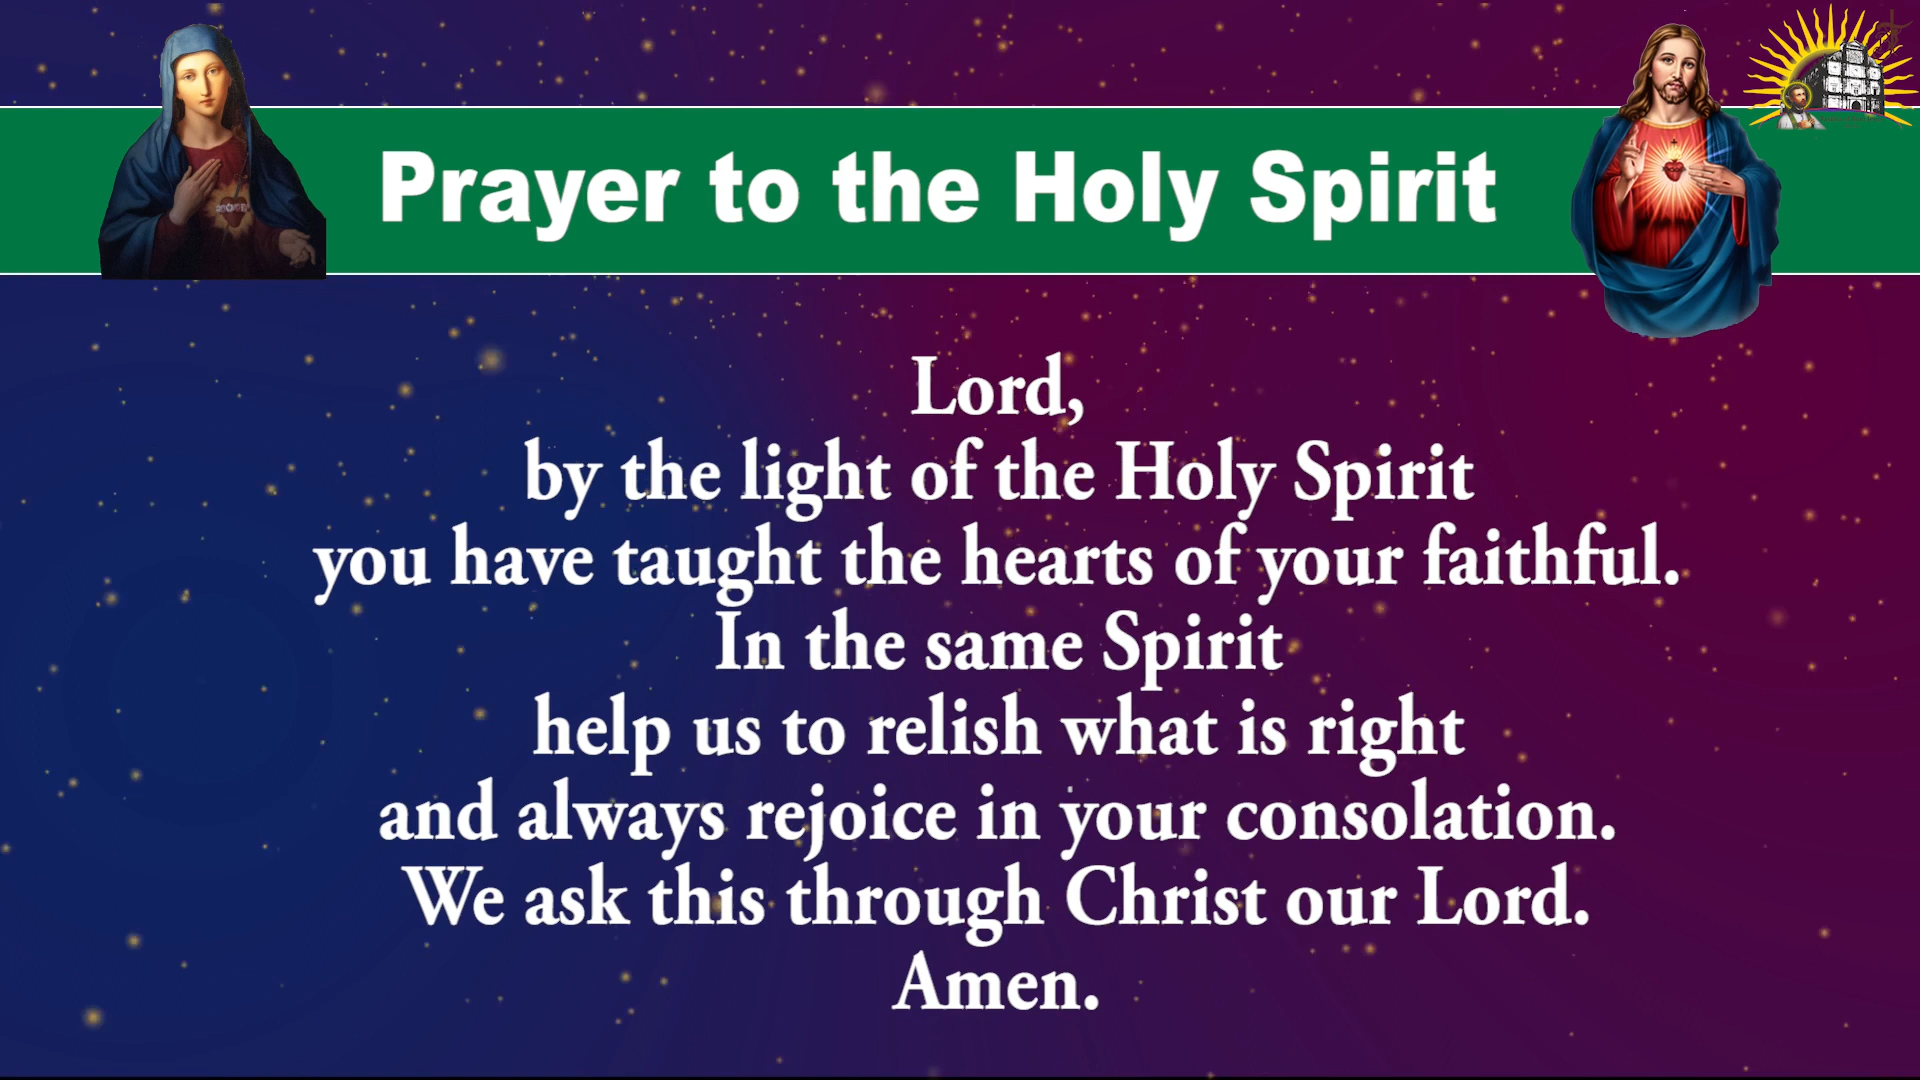 Prayer to the Holy Spirit
Lord,
by the light of the Holy Spirit
you have taught the hearts of your faithful.
In the same Spirit
help us to relish what is right
and always rejoice in your consolation.
We ask this through Christ our Lord.
Amen.